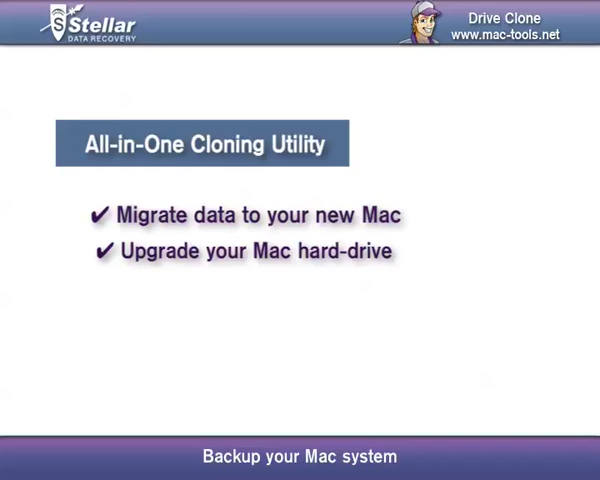 Stellar
DATA RECOVERY
Drive Clone
www.mac-tools.net
All-in-One Cloning Utility
✔ Migrate data to your new Mac
✔ Upgrade your Mac hard-drive
Backup your Mac system